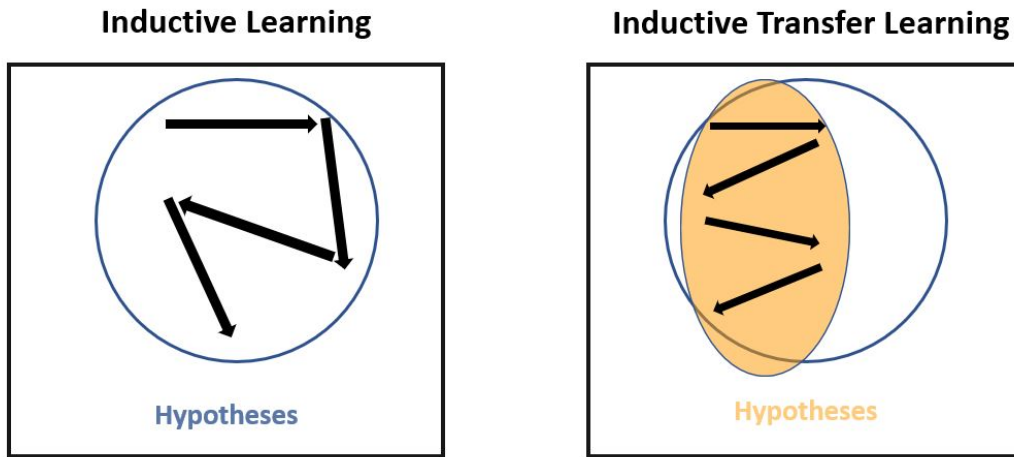 Inductive Learning
Inductive Transfer Learning
Hypotheses
Hypotheses